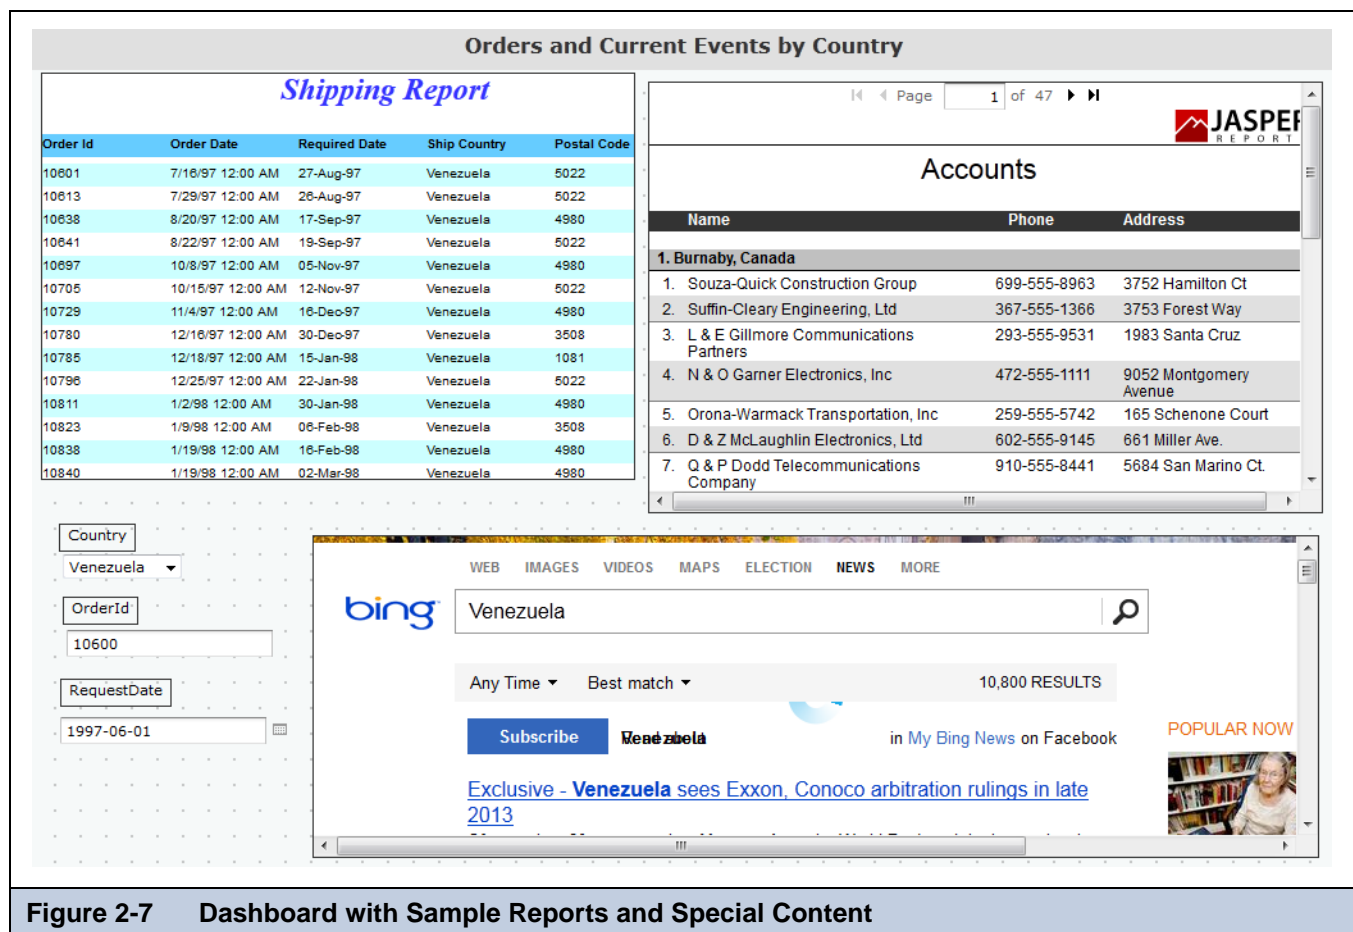 Orders and Current Events by Country
Shipping Report
Order Id Order Date Required Date Ship Country Postal Code
10601 7/16/97 12:00 AM 27-Aug-97 Venezuela 5022
10613 7/29/97 12:00 AM 26-Aug-97 Venezuela 5022
10638 8/20/97 12:00 AM 17-Sep-97 Venezuela 4980
10641 8/22/97 12:00 AM 19-Sep-97 Venezuela 5022
10697 10/8/97 12:00 AM 05-Nov-97 Venezuela 4980
10705 10/15/97 12:00 AM 12-Nov-97 Venezuela 5022
10729 11/4/97 12:00 AM 16-Dec-97 Venezuela 4980
10780 12/16/97 12:00 AM 30-Dec-97 Venezuela 3508
10785 12/18/97 12:00 AM 15-Jan-98 Venezuela 1081
10796 12/25/97 12:00 AM 22-Jan-98 Venezuela 5022
10811 1/2/98 12:00 AM 30-Jan-98 Venezuela 4980
10823 1/9/98 12:00 AM 06-Feb-98 Venezuela 3508
10838 1/19/98 12:00 AM 16-Feb-98 Venezuela 4980
10840 1/19/98 12:00 AM 02-Mar-98 Venezuela 4980
Page 1 of 47
JASPER
REPORT
Accounts
Name Phone Address
1. Burnaby, Canada
1. Souza-Quick Construction Group 699-555-8963 3752 Hamilton Ct
2. Suffin-Cleary Engineering, Ltd 367-555-1366 3753 Forest Way
3. L & E Gillmore Communications 293-555-9531 1983 Santa Cruz
Partners
4. N & O Garner Electronics, Inc 472-555-1111 9052 Montgomery
Avenue
5. Orona-Warmack Transportation, Inc 259-555-5742 165 Schenone Court
6. D & Z McLaughlin Electronics, Ltd 602-555-9145 661 Miller Ave.
7. Q & P Dodd Telecommunications 910-555-8441 5684 San Marino Ct.
Company
Country
Venezuela
OrderId
10600
RequestDate
1997-06-01
WEB IMAGES VIDEOS MAPS ELECTION NEWS MORE
bing Venezuela
Any Time Best match 10,800 RESULTS
Subscribe in My Bing News on Facebook
POPULAR NOW
Exclusive - Venezuela sees Exxon, Conoco arbitration rulings in late
2013
Figure 2-7 Dashboard with Sample Reports and Special Content